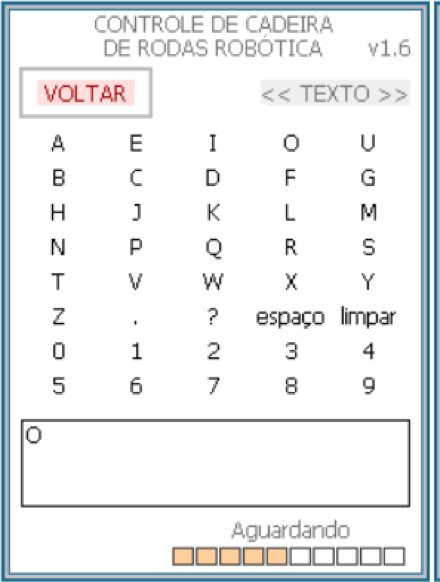 CONTROLE DE CADEIRA
DE RODAS ROBÓTICA v1.6
VOLTAR << TEXTO >>
A E I O U
B C D F G
H J K L M
N P Q R S
T V W X Y
Z . ? espaço limpar
0 1 2 3 4
5 6 7 8 9
O
Aguardando